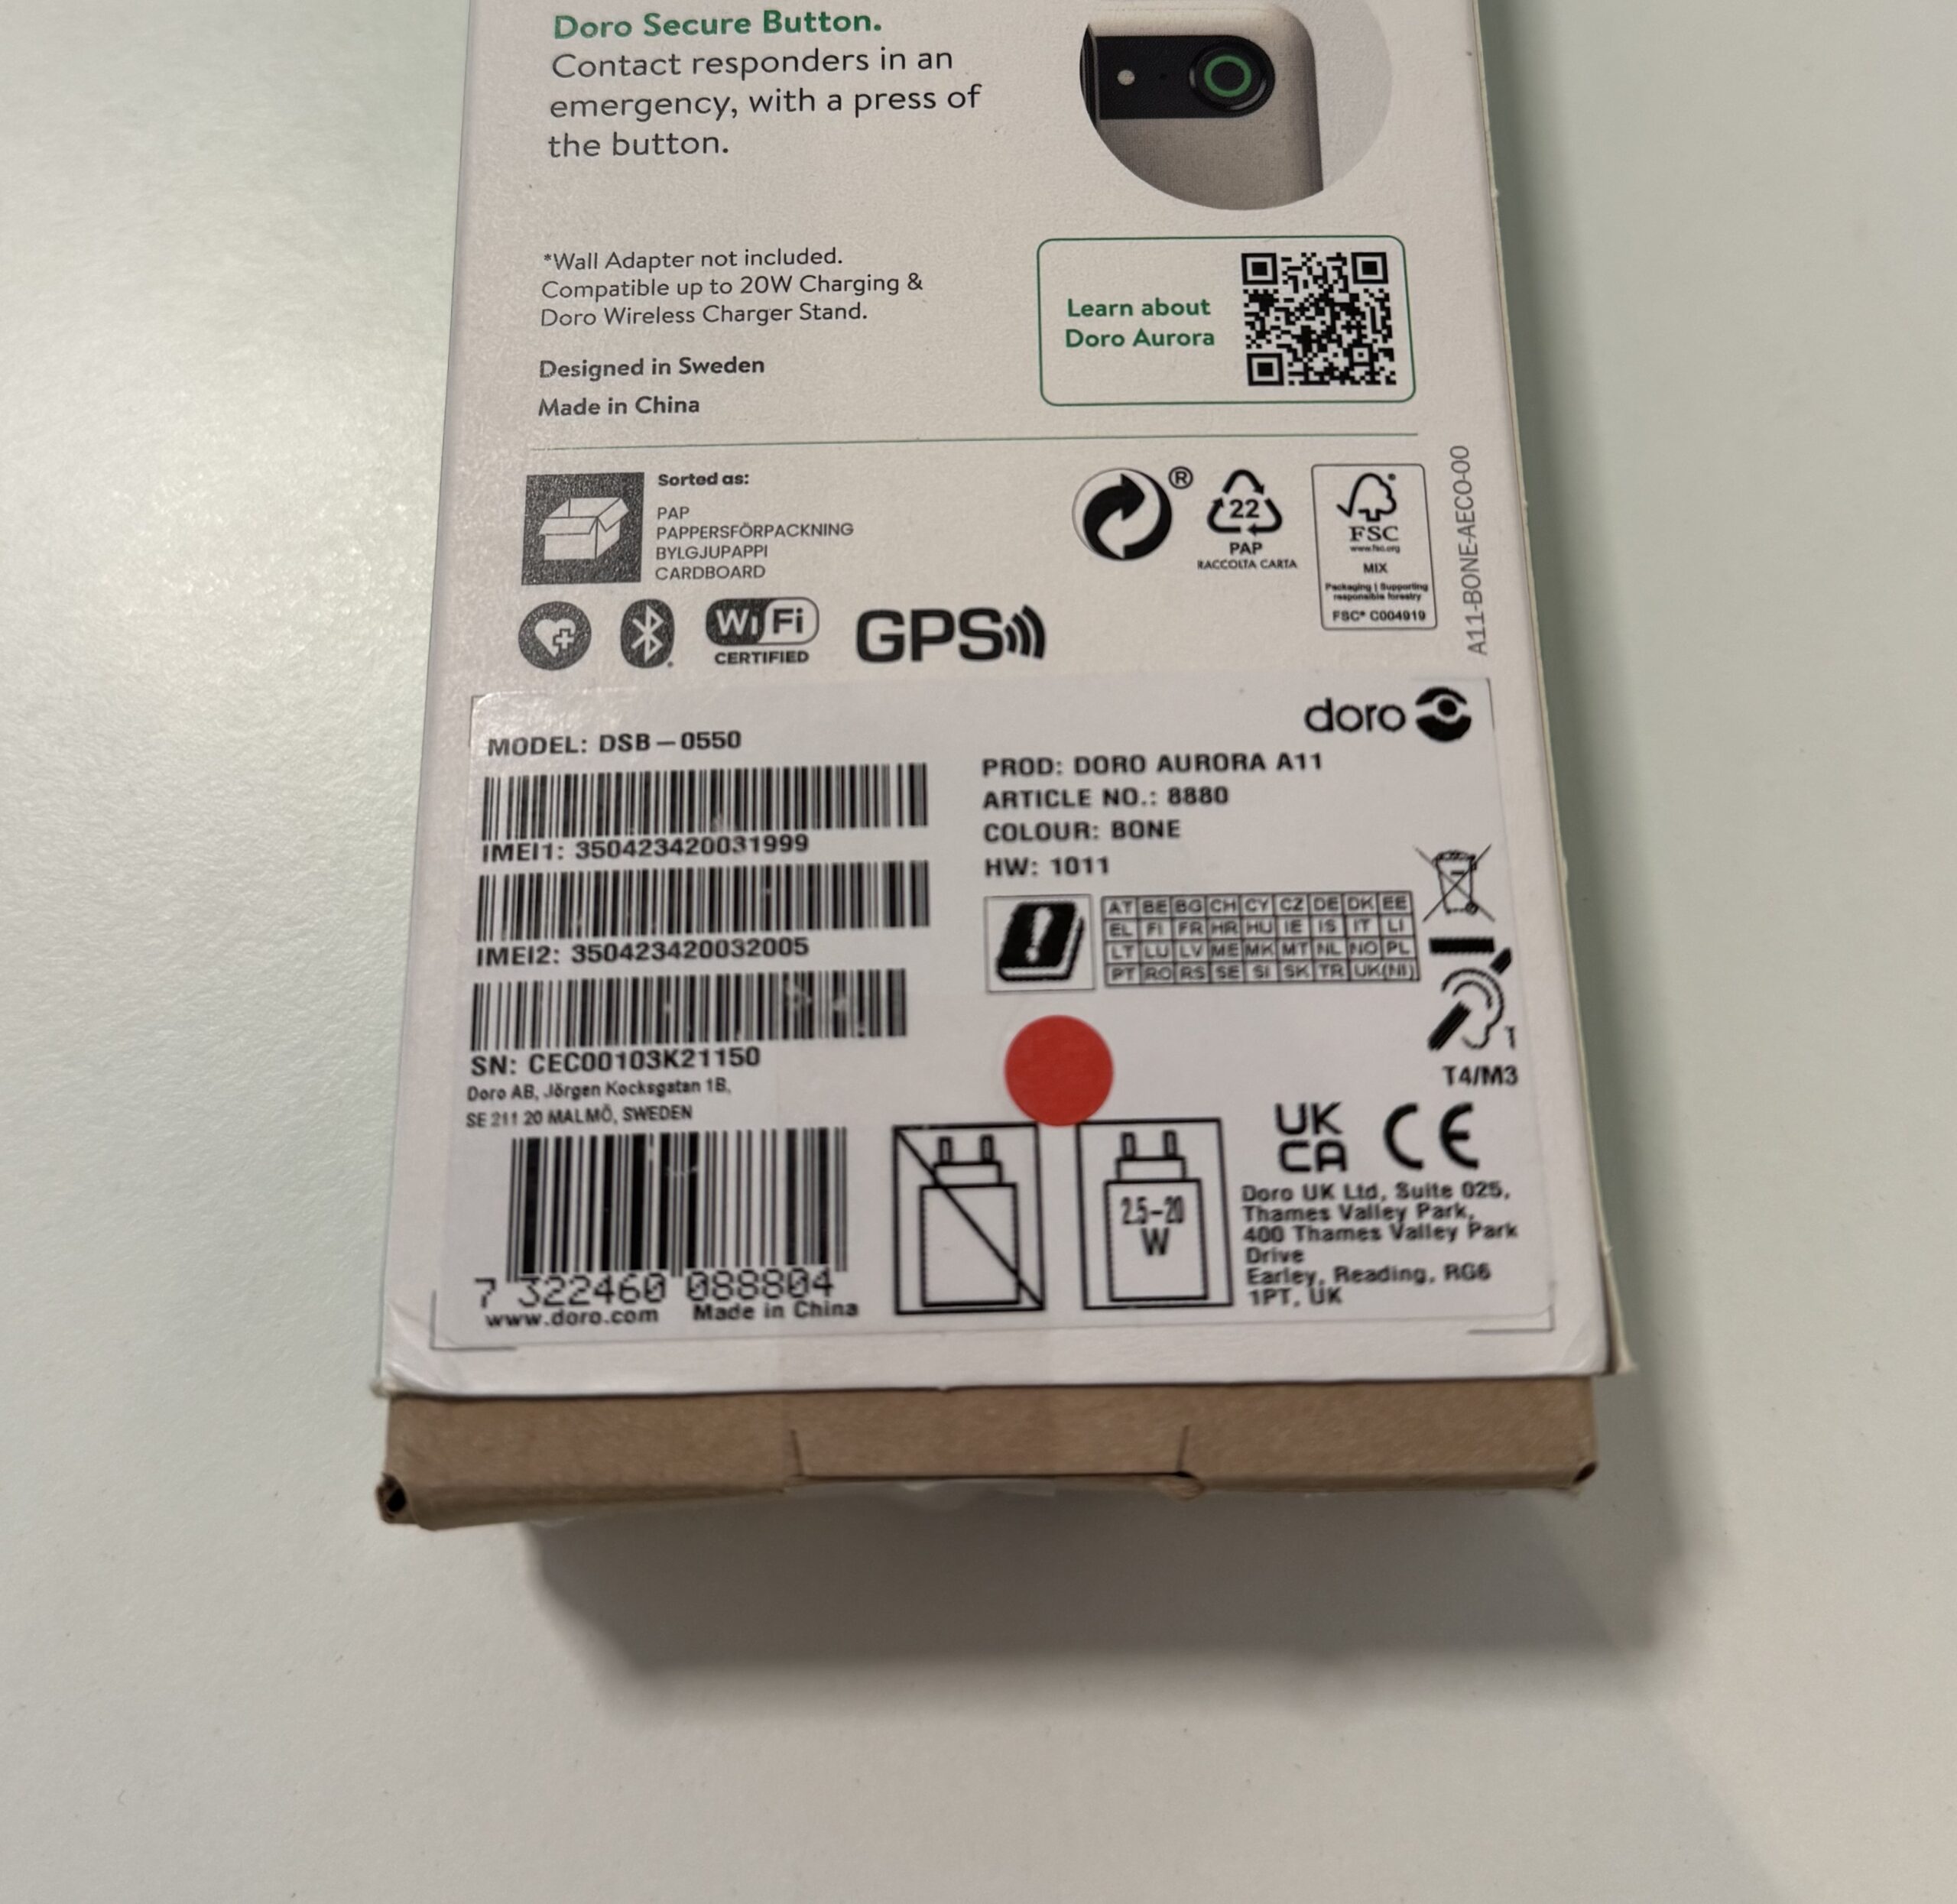 Doro Secure Button.
Contact responders in an
emergency, with a press of
the button.
*Wall Adapter not included.
Compatible up to 20W Charging &
Doro Wireless Charger Stand.
Designed in Sweden
Made in China
Learn about
Doro Aurora
Sorted as:
PAP
PAPPERSFÖRPACKNING
BYLGJUPAPPI
CARDBOARD
®
22
PAP
RACCOLTA CARTA
FSC
www.fsc.org
MIX
Packaging | Supporting
responsible forestry
FSC® C004919
A11-BONE-AECO-00
Wi Fi
CERTIFIED
GPS
doro
MODEL: DSB-0550
IMEI1: 350423420031999
IMEI2: 350423420032005
SN: CEC00103K21150
Doro AB, Jörgen Kocksgatan 1B,
SE 211 20 MALMÖ, SWEDEN
7 322460 088804
www.doro.com Made in China
PROD: DORO AURORA A11
ARTICLE NO.: 8880
COLOUR: BONE
HW: 1011
AT BE BG CH CY CZ DE DK EE
EL FI FR HR HU IE IS IT LI
LT LU LV ME MK MT NL NO PL
PT RO RS SE SI SK TR UK(NI)
T4/M3
2.5-20
W
UK
CA CE
Doro UK Ltd, Suite 025,
Thames Valley Park,
400 Thames Valley Park
Drive
Earley, Reading, RG6
1PT, UK